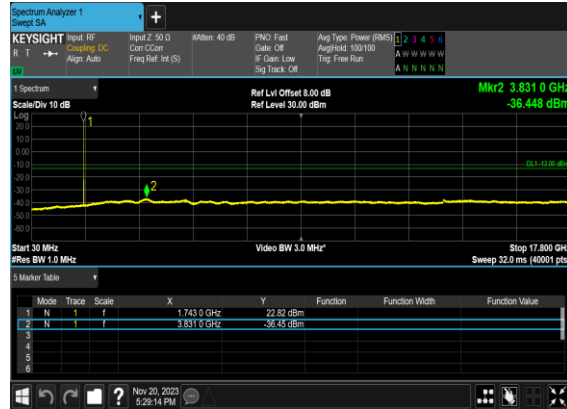 Spectrum Analyzer 1
Swept SA
+
KEYSIGHT Input: RF Input Z: 50 Ω #Atten: 40 dB PNO: Fast Avg Type: Power (RMS) 1 2 3 4 5 6
R T Coupling: DC Corr CCorr Gate: Off Avg|Hold: 100/100 A W W W W W
Align: Auto Freq Ref: Int (S) IF Gain: Low Trig: Free Run
Sig Track: Off A N N N N N
1 Spectrum Ref Lvl Offset 8.00 dB Mkr2 3.831 0 GHz
Scale/Div 10 dB Ref Level 30.00 dBm -36.448 dBm
Log
20.0
10.0
0.00
-10.0
-20.0
-30.0
-40.0
-50.0
-60.0
1
2
DL1 -13.00 dBm
Start 30 MHz Video BW 3.0 MHz* Stop 17.800 GHz
#Res BW 1.0 MHz Sweep 32.0 ms (40001 pts)
5 Marker Table
Mode Trace Scale X Y Function Function Width Function Value
1 N 1 f 1.743 0 GHz 22.82 dBm
2 N 1 f 3.831 0 GHz -36.45 dBm
3
4
5
6
? Nov 20, 2023
5:29:14 PM